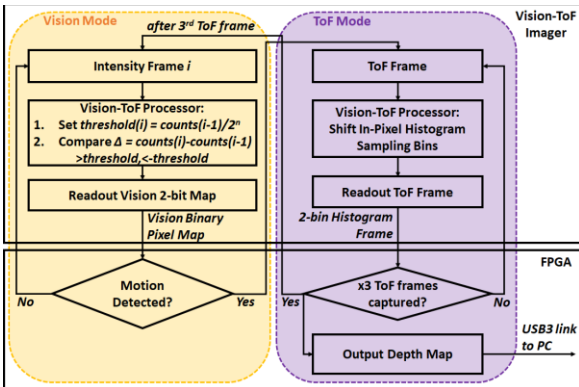 Vision Mode
after 3rd ToF frame
ToF Mode
Vision-ToF
Imager
Intensity Frame i
ToF Frame
Vision-ToF Processor:
1. Set threshold(i) = counts(i-1)/2ⁿ
2. Compare Δ = counts(i)-counts(i-1)
>threshold,<-threshold
Vision-ToF Processor:
Shift In-Pixel Histogram
Sampling Bins
Readout Vision 2-bit Map
Readout ToF Frame
Vision Binary
Pixel Map
2-bin Histogram
Frame
FPGA
Motion
Detected?
x3 ToF frames
captured?
No
Yes
Yes
No
Output Depth Map
USB3 link
to PC